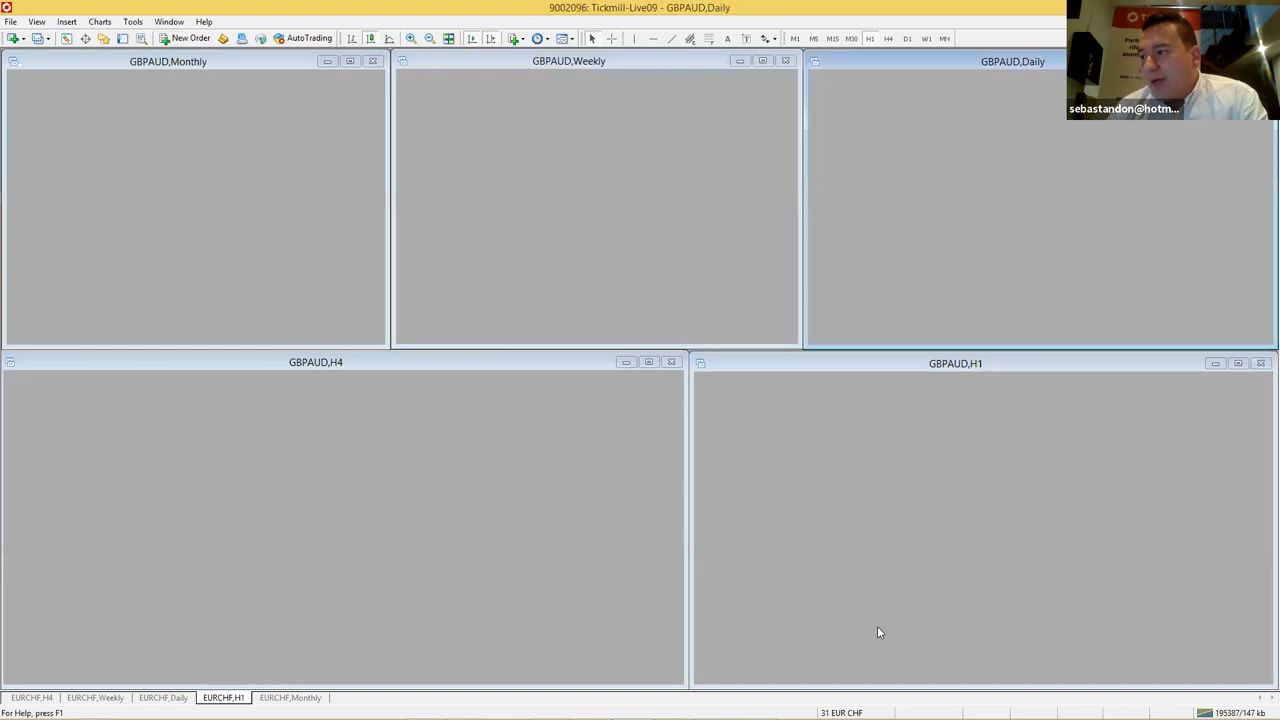 9002096: Tickmill-Live09 - GBPAUD,Daily
File View Insert Charts Tools Window Help
New Order AutoTrading A T M1 M5 M15 M30 H1 H4 D1 W1 MN
GBPAUD,Monthly
GBPAUD,Weekly
GBPAUD,Daily
sebastandon@hotm...
GBPAUD,H4
GBPAUD,H1
EURCHF,H4 EURCHF,Weekly EURCHF,Daily EURCHF,H1 EURCHF,Monthly
For Help, press F1 31 EUR CHF 195387/147 kb